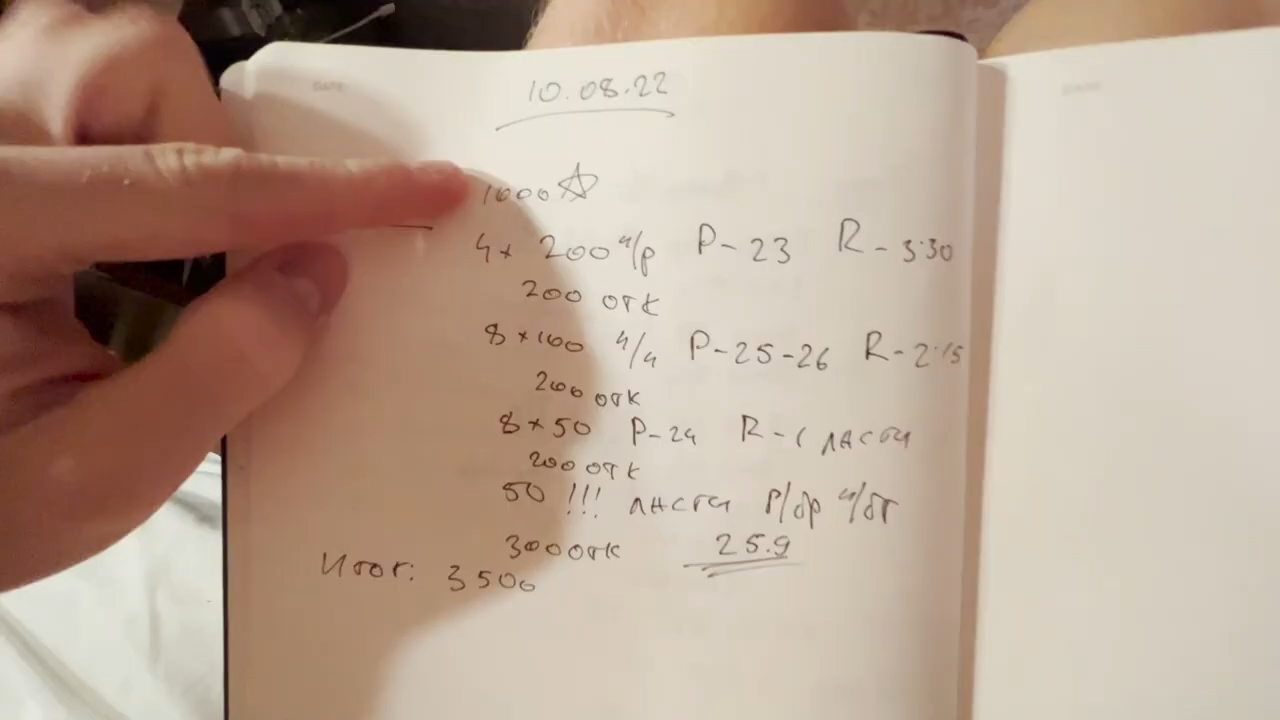 DATE:
10.08.22
1000 ☆
4 × 200 ч/р P-23 R-3:30
200 отк
8 × 100 ч/ч P-25-26 R-2:15
200 отк
8 × 50 P-24 R-1 ласты
200 отк
50 !!! ласты р/бр ч/бт
300 отк 25.9
Итог: 3500